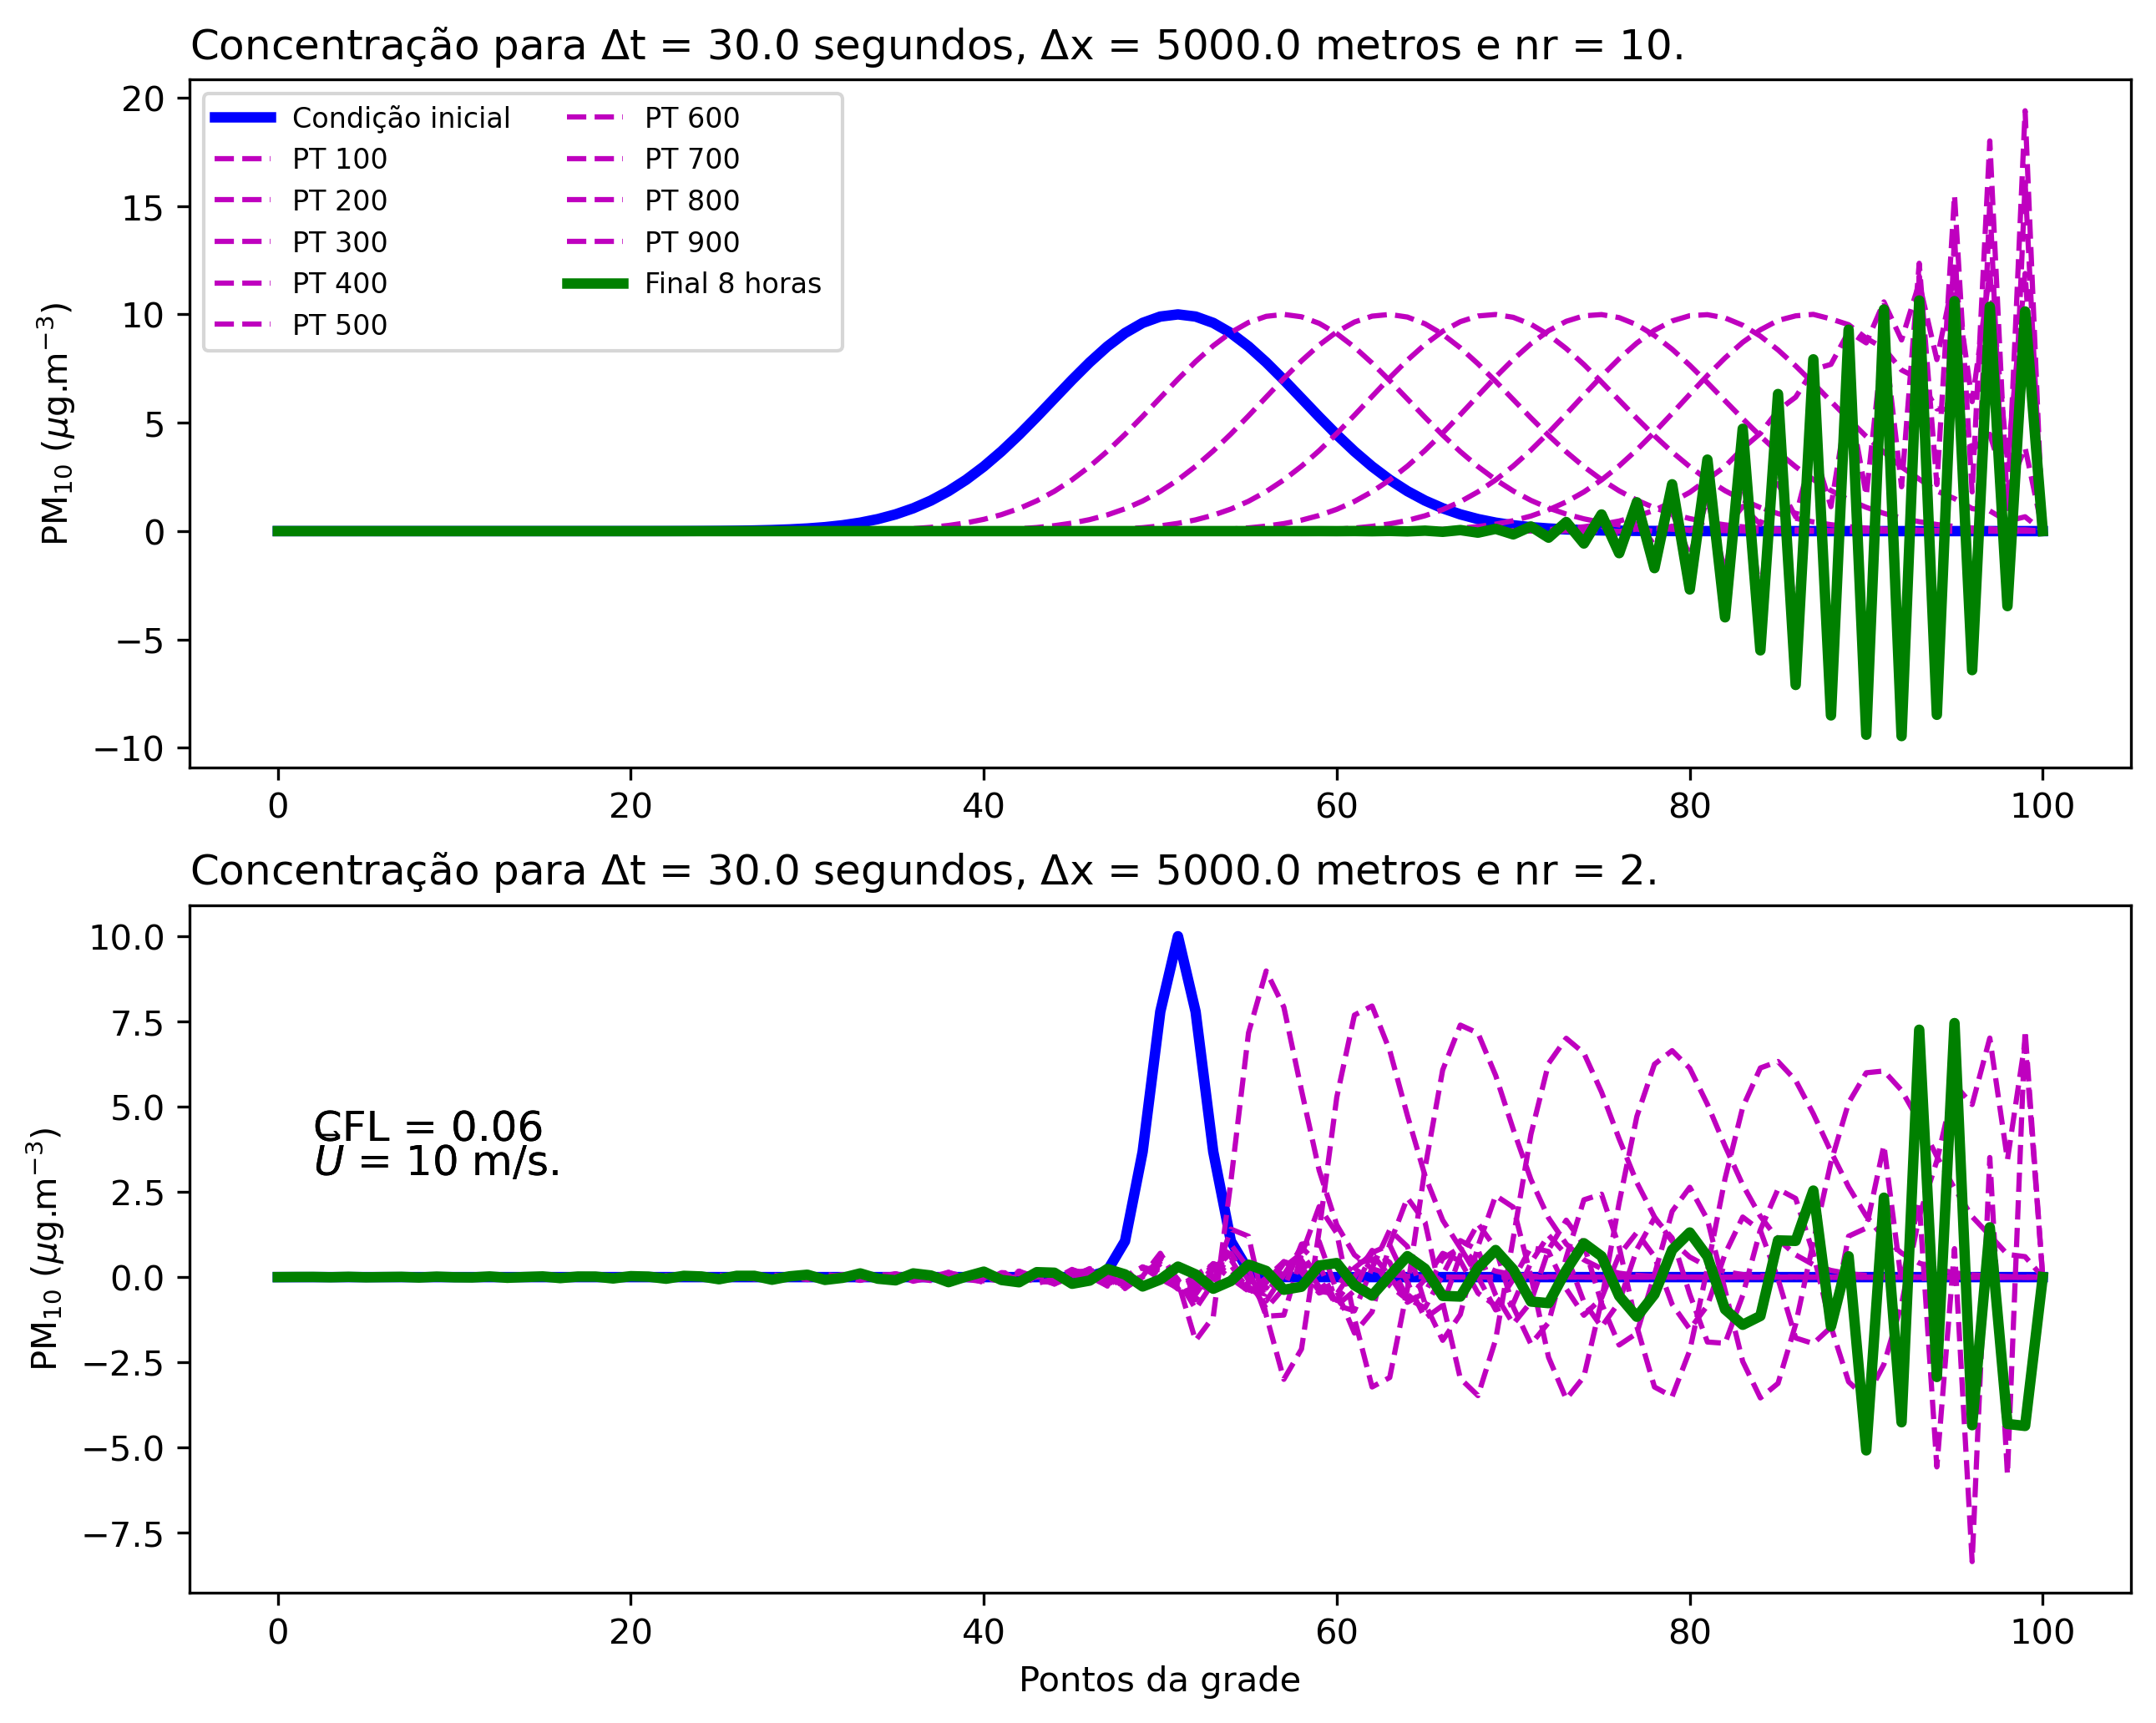 Concentração para Δt = 30.0 segundos, Δx = 5000.0 metros e nr = 10.
20
15
10
5
0
−5
−10
PM₁₀ (μg.m⁻³)
Condição inicial
PT 100
PT 200
PT 300
PT 400
PT 500
PT 600
PT 700
PT 800
PT 900
Final 8 horas
0 20 40 60 80 100
Concentração para Δt = 30.0 segundos, Δx = 5000.0 metros e nr = 2.
10.0
7.5
5.0
2.5
0.0
−2.5
−5.0
−7.5
PM₁₀ (μg.m⁻³)
CFL = 0.06
U⃗ = 10 m/s.
0 20 40 60 80 100
Pontos da grade